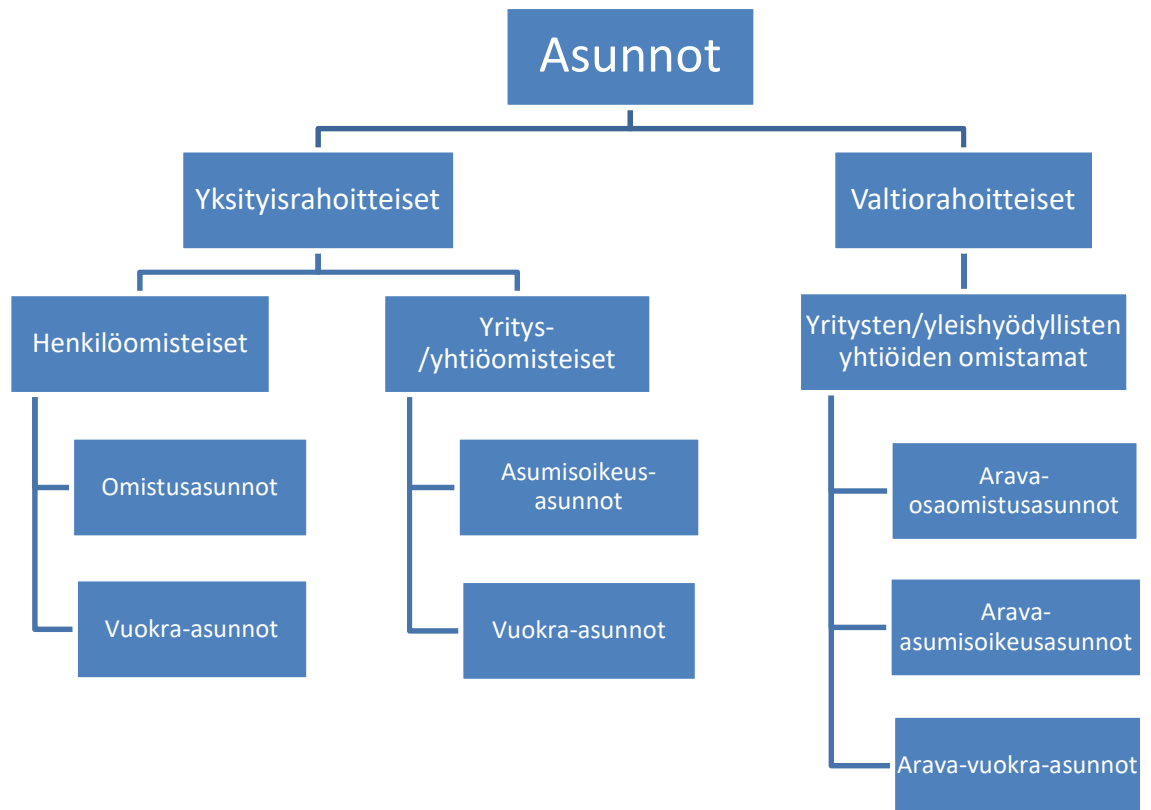 Asunnot
Yksityisrahoitteiset
Valtiorahoitteiset
Henkilöomisteiset
Yritys-
/yhtiöomisteiset
Yritysten/yleishyödyllisten
yhtiöiden omistamat
Omistusasunnot
Vuokra-asunnot
Asumisoikeus-
asunnot
Vuokra-asunnot
Arava-
osaomistusasunnot
Arava-
asumisoikeusasunnot
Arava-vuokra-asunnot